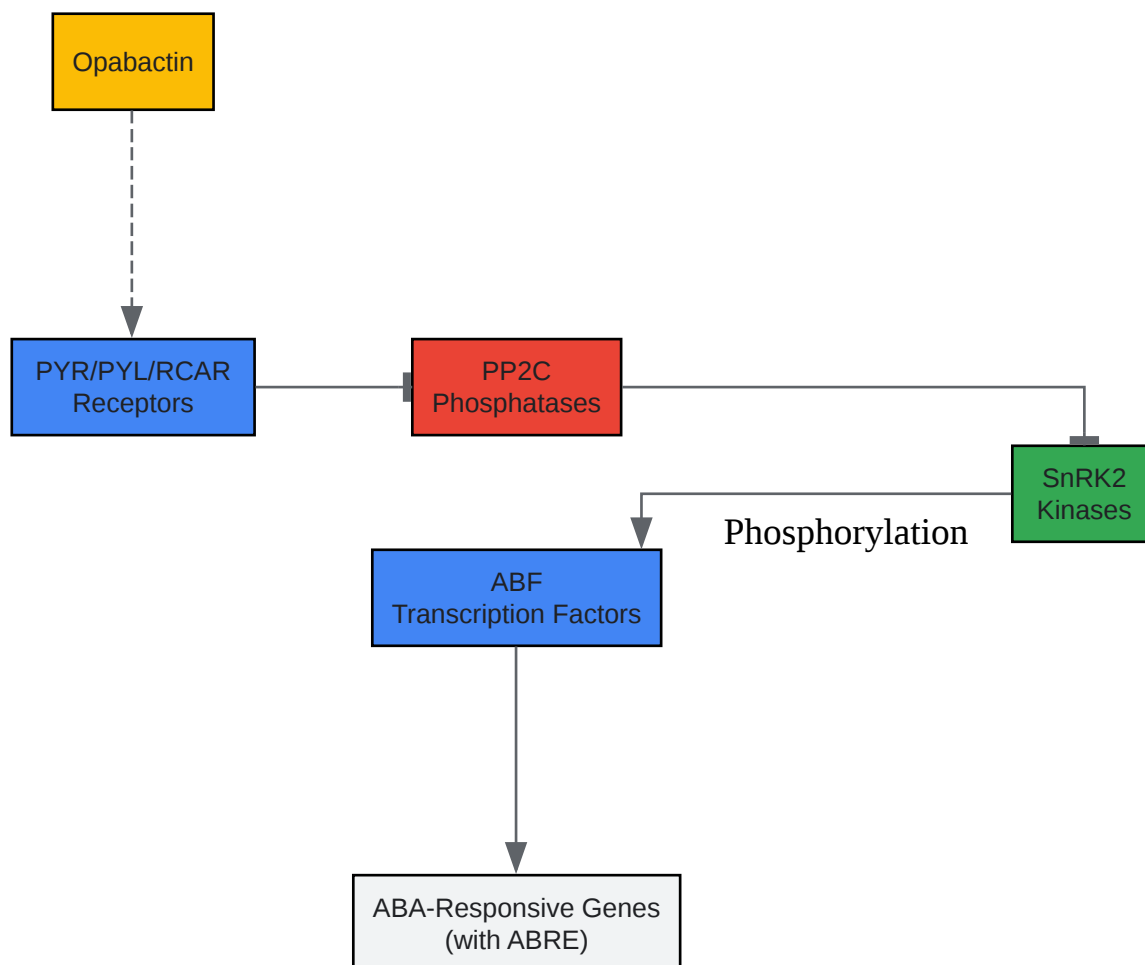 Opabactin
PYR/PYL/RCAR
Receptors
PP2C
Phosphatases
SnRK2
Kinases
Phosphorylation
ABF
Transcription Factors
ABA-Responsive Genes
(with ABRE)